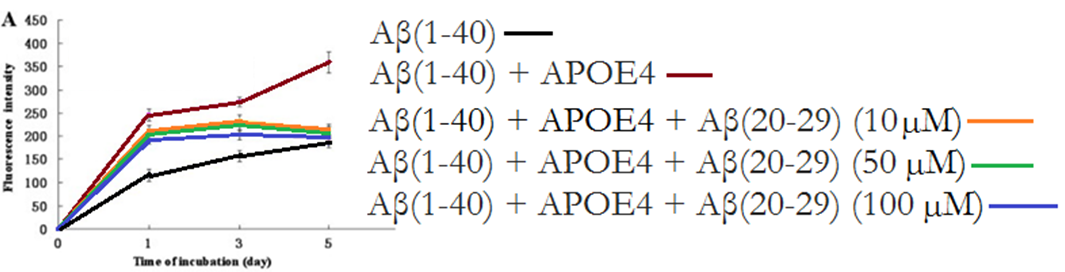 A
450
400
350
300
250
200
150
100
50
0
Fluorescence intensity
0 1 3 5
Time of incubation (day)
Aβ(1-40)
Aβ(1-40) + APOE4
Aβ(1-40) + APOE4 + Aβ(20-29) (10 μM)
Aβ(1-40) + APOE4 + Aβ(20-29) (50 μM)
Aβ(1-40) + APOE4 + Aβ(20-29) (100 μM)